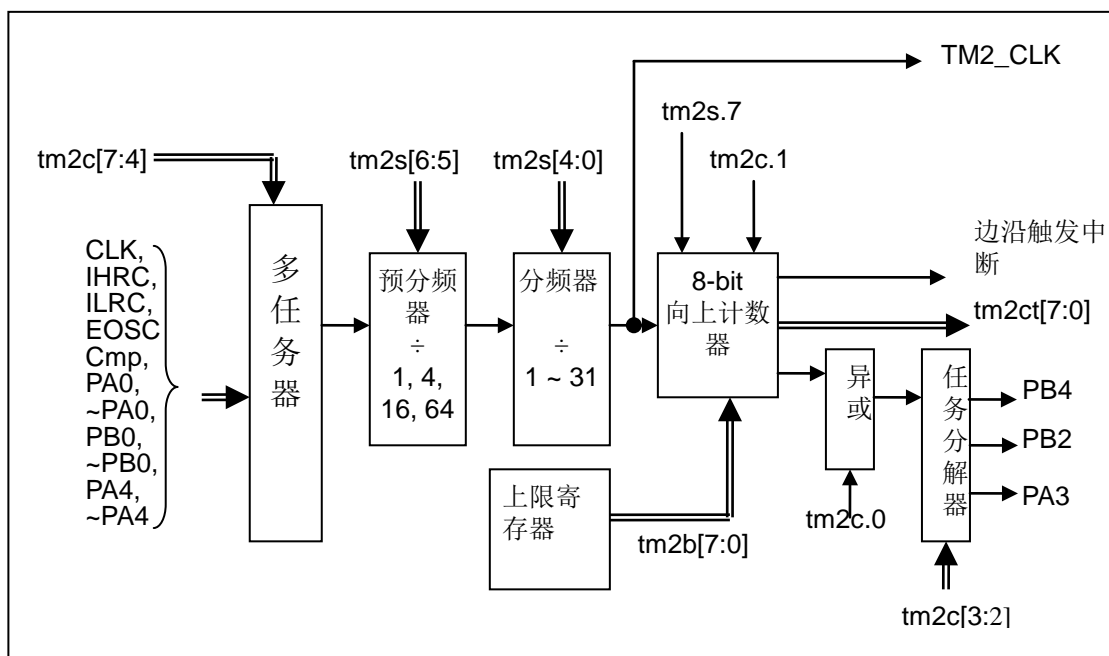 TM2_CLK
tm2s.7
tm2c[7:4]
tm2s[6:5]
tm2s[4:0]
tm2c.1
CLK,
IHRC,
ILRC,
EOSC
Cmp,
PA0,
~PA0,
PB0,
~PB0,
PA4,
~PA4
多
任
务
器
预分频
器
÷
1, 4,
16, 64
分频器
÷
1 ~ 31
8-bit
向上计数
器
边沿触发中
断
tm2ct[7:0]
异
或
任
务
分
解
器
PB4
PB2
PA3
上限寄
存器
tm2b[7:0]
tm2c.0
tm2c[3:2]